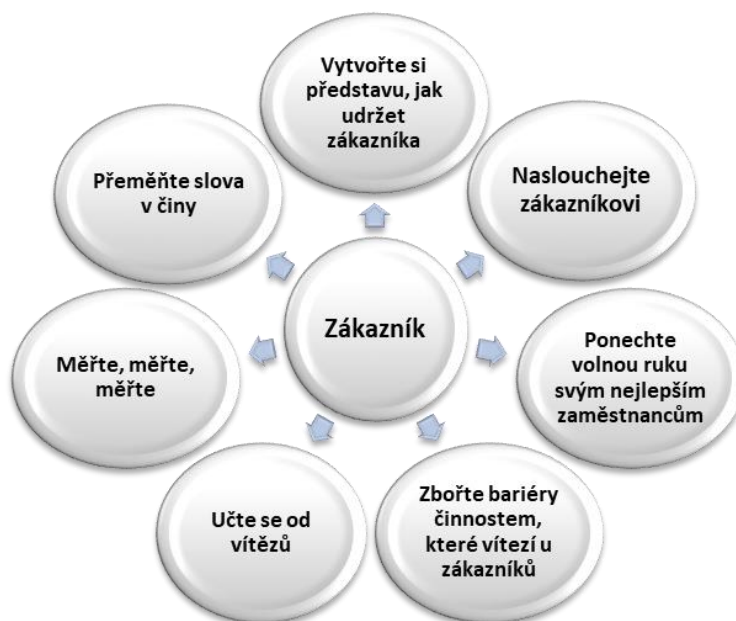 Vytvořte si
představu, jak
udržet
zákazníka
Naslouchejte
zákazníkovi
Ponechte
volnou ruku
svým nejlepším
zaměstnancům
Zbořte bariéry
činnostem,
které vítezí u
zákazníků
Učte se od
vítězů
Měřte, měřte,
měřte
Přeměňte slova
v činy
Zákazník